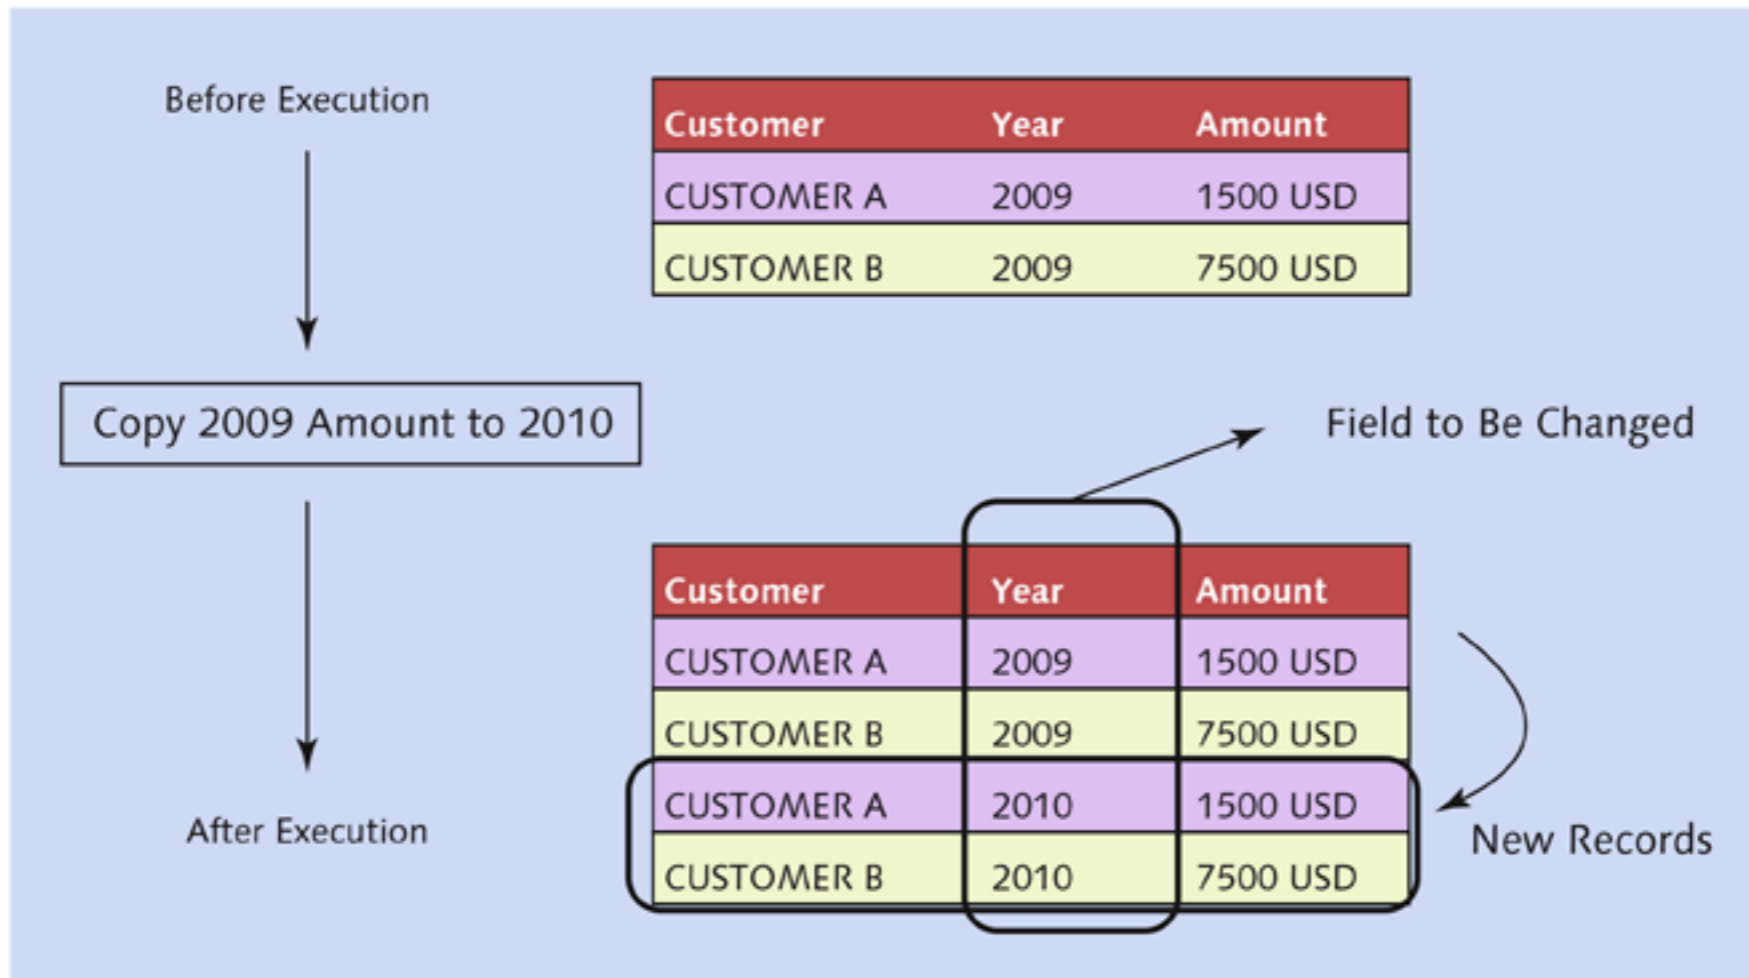 Before Execution
Customer Year Amount
CUSTOMER A 2009 1500 USD
CUSTOMER B 2009 7500 USD
Copy 2009 Amount to 2010
Field to Be Changed
Customer Year Amount
CUSTOMER A 2009 1500 USD
CUSTOMER B 2009 7500 USD
CUSTOMER A 2010 1500 USD
CUSTOMER B 2010 7500 USD
After Execution
New Records